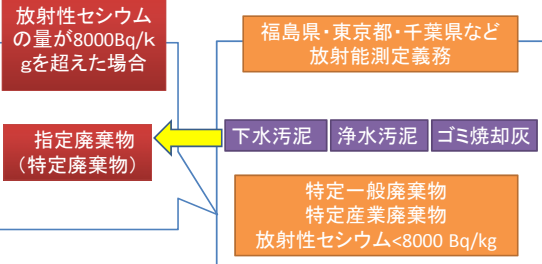 放射性セシウム
の量が8000Bq/k
gを超えた場合
福島県・東京都・千葉県など
放射能測定義務
指定廃棄物
（特定廃棄物）
下水汚泥
浄水汚泥
ゴミ焼却灰
特定一般廃棄物
特定産業廃棄物
放射性セシウム<8000 Bq/kg